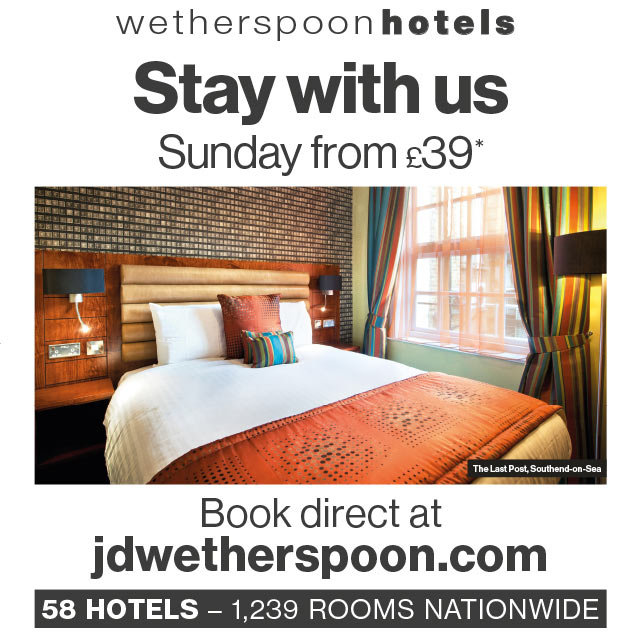 wetherspoonhotels
Stay with us
Sunday from £39*
The Last Post, Southend-on-Sea
Book direct at
jdwetherspoon.com
58 HOTELS – 1,239 ROOMS NATIONWIDE